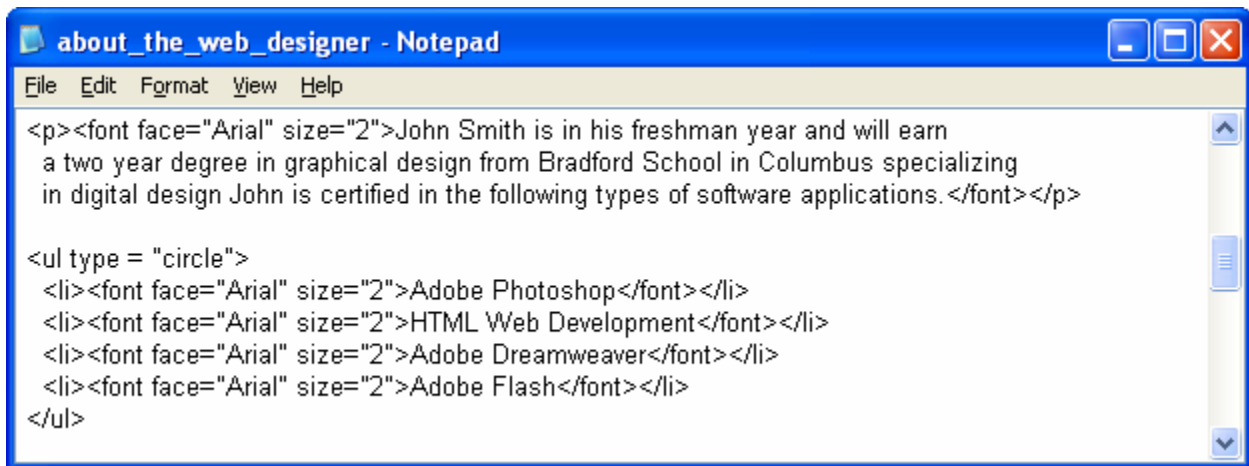 about_the_web_designer - Notepad
File Edit Format View Help
<p><font face="Arial" size="2">John Smith is in his freshman year and will earn
a two year degree in graphical design from Bradford School in Columbus specializing
in digital design John is certified in the following types of software applications.</font></p>
<ul type = "circle">
<li><font face="Arial" size="2">Adobe Photoshop</font></li>
<li><font face="Arial" size="2">HTML Web Development</font></li>
<li><font face="Arial" size="2">Adobe Dreamweaver</font></li>
<li><font face="Arial" size="2">Adobe Flash</font></li>
</ul>